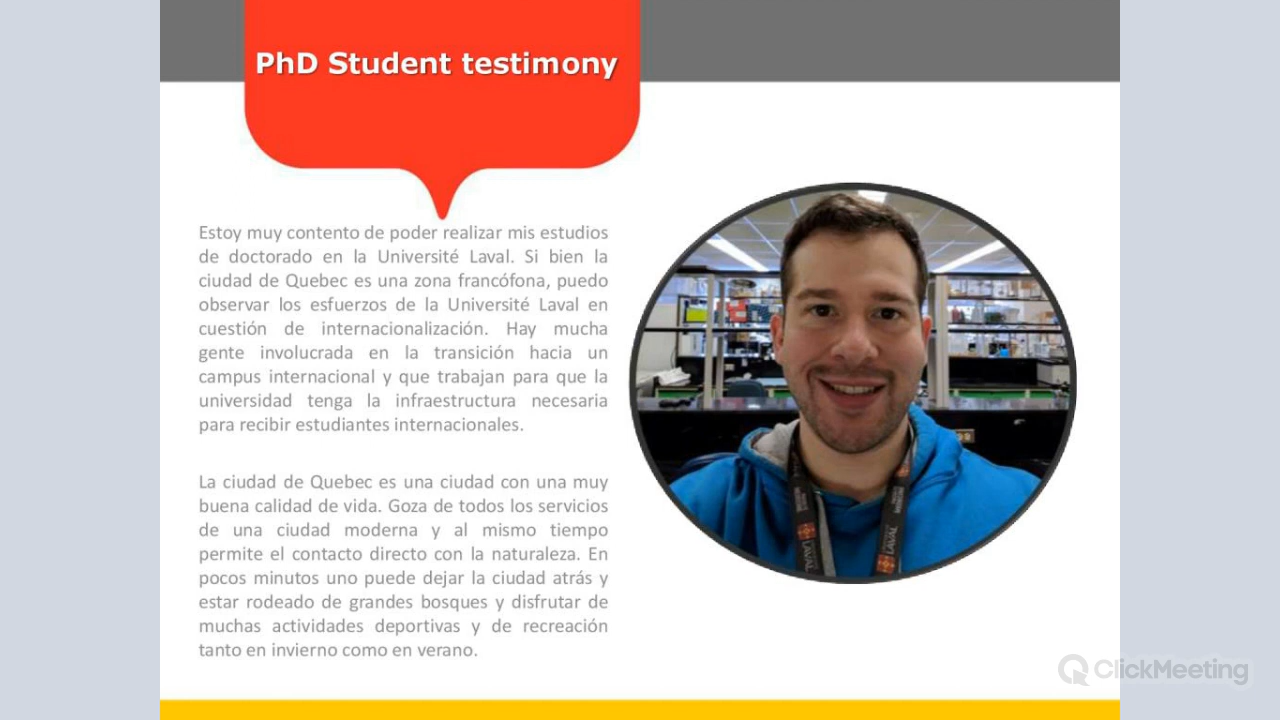 PhD Student testimony
Estoy muy contento de poder realizar mis estudios
de doctorado en la Université Laval. Si bien la
ciudad de Quebec es una zona francófona, puedo
observar los esfuerzos de la Université Laval en
cuestión de internacionalización. Hay mucha
gente involucrada en la transición hacia un
campus internacional y que trabajan para que la
universidad tenga la infraestructura necesaria
para recibir estudiantes internacionales.
La ciudad de Quebec es una ciudad con una muy
buena calidad de vida. Goza de todos los servicios
de una ciudad moderna y al mismo tiempo
permite el contacto directo con la naturaleza. En
pocos minutos uno puede dejar la ciudad atrás y
estar rodeado de grandes bosques y disfrutar de
muchas actividades deportivas y de recreación
tanto en invierno como en verano.
LAVAL
LAVAL
ClickMeeting